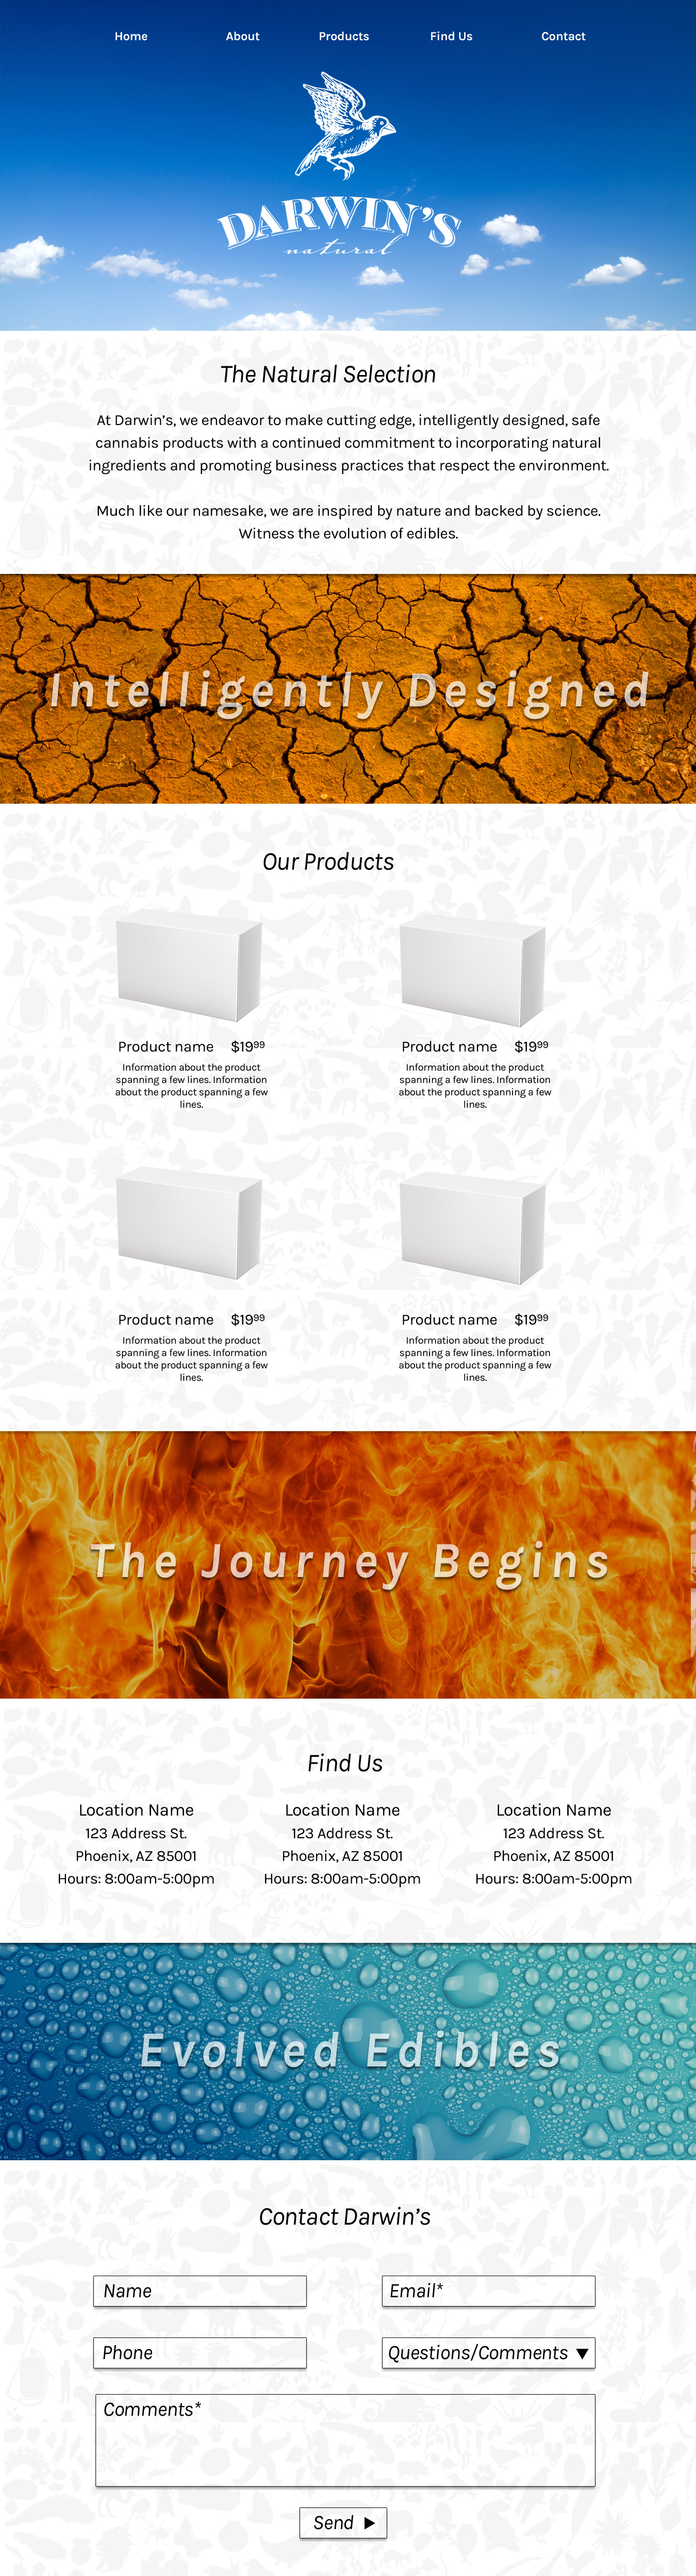 Home About Products Find Us Contact
DARWIN'S
natural
The Natural Selection
At Darwin's, we endeavor to make cutting edge, intelligently designed, safe
cannabis products with a continued commitment to incorporating natural
ingredients and promoting business practices that respect the environment.
Much like our namesake, we are inspired by nature and backed by science.
Witness the evolution of edibles.
Intelligently Designed
Our Products
Product name $19⁹⁹
Information about the product
spanning a few lines. Information
about the product spanning a few
lines.
Product name $19⁹⁹
Information about the product
spanning a few lines. Information
about the product spanning a few
lines.
Product name $19⁹⁹
Information about the product
spanning a few lines. Information
about the product spanning a few
lines.
Product name $19⁹⁹
Information about the product
spanning a few lines. Information
about the product spanning a few
lines.
The Journey Begins
Find Us
Location Name
123 Address St.
Phoenix, AZ 85001
Hours: 8:00am-5:00pm
Location Name
123 Address St.
Phoenix, AZ 85001
Hours: 8:00am-5:00pm
Location Name
123 Address St.
Phoenix, AZ 85001
Hours: 8:00am-5:00pm
Evolved Edibles
Contact Darwin's
Name
Email*
Phone
Questions/Comments ▼
Comments*
Send ►